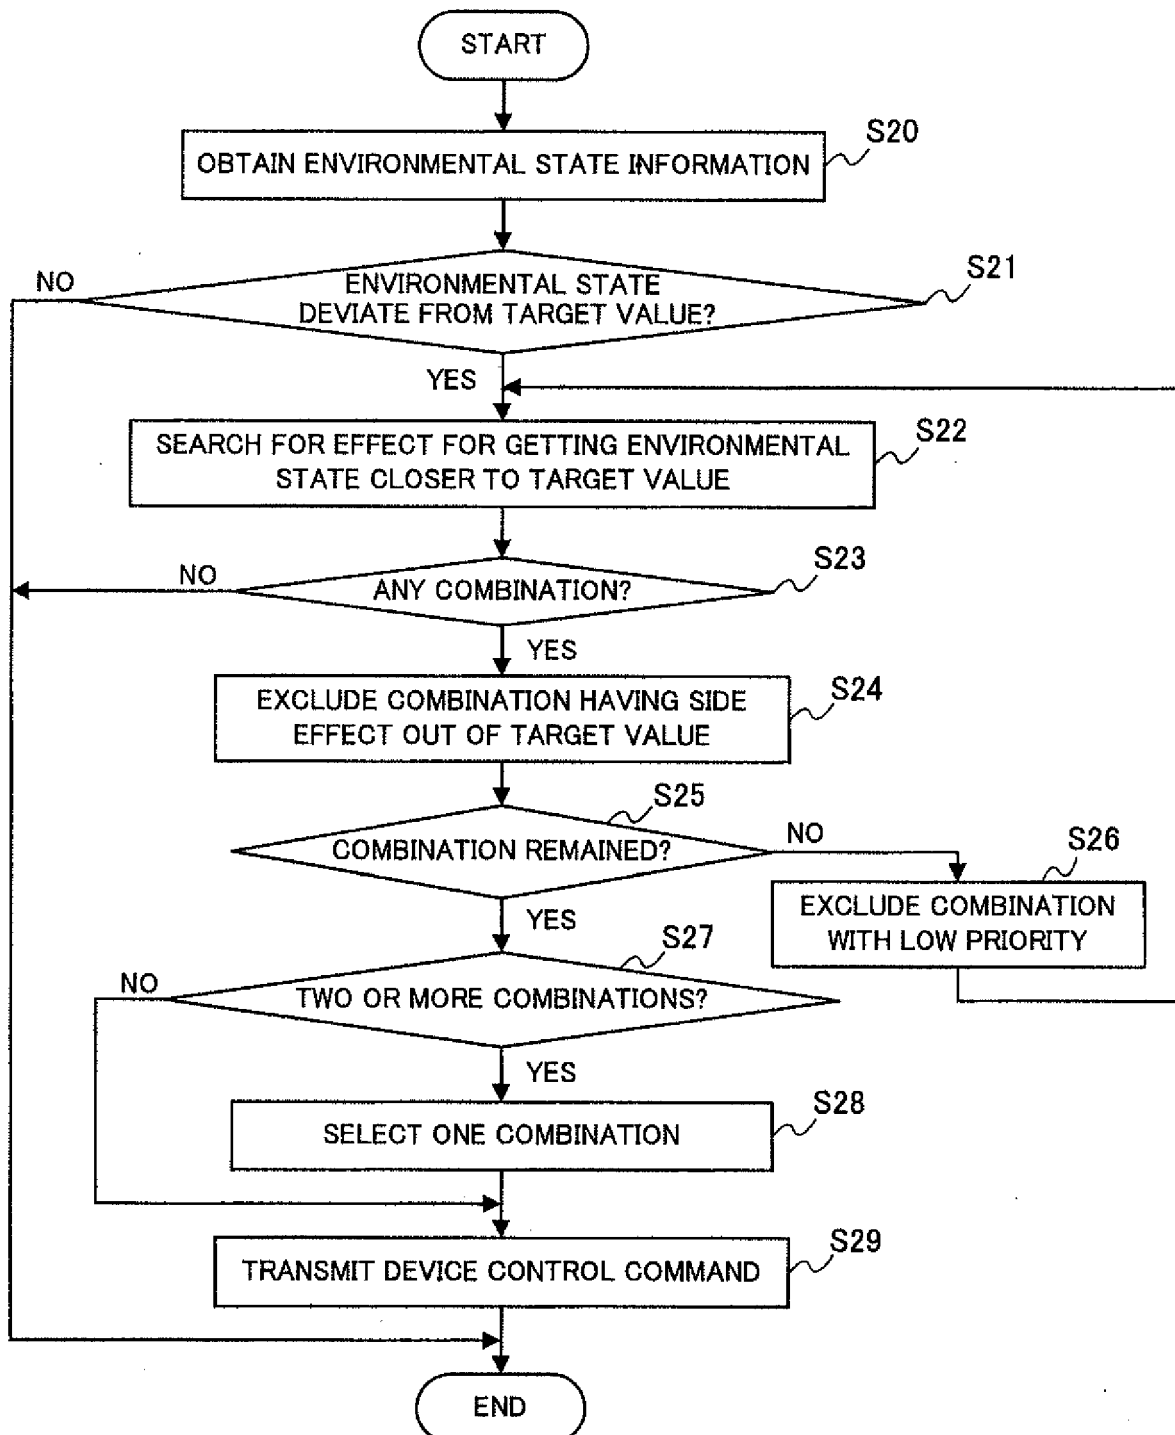 START
S20
OBTAIN ENVIRONMENTAL STATE INFORMATION
NO
S21
ENVIRONMENTAL STATE
DEVIATE FROM TARGET VALUE?
YES
S22
SEARCH FOR EFFECT FOR GETTING ENVIRONMENTAL
STATE CLOSER TO TARGET VALUE
S23
NO
ANY COMBINATION?
YES
S24
EXCLUDE COMBINATION HAVING SIDE
EFFECT OUT OF TARGET VALUE
S25
NO
COMBINATION REMAINED?
S26
EXCLUDE COMBINATION
WITH LOW PRIORITY
YES
S27
NO
TWO OR MORE COMBINATIONS?
YES
S28
SELECT ONE COMBINATION
S29
TRANSMIT DEVICE CONTROL COMMAND
END